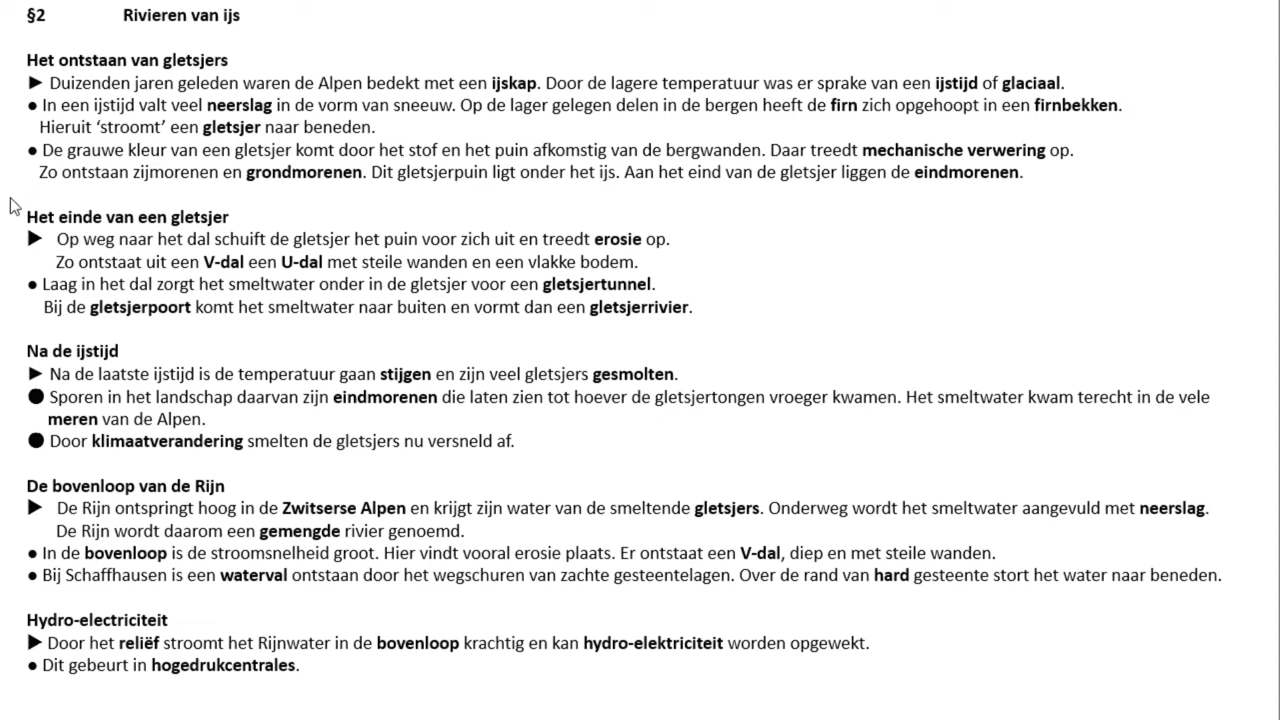 §2 Rivieren van ijs
Het ontstaan van gletsjers
► Duizenden jaren geleden waren de Alpen bedekt met een ijskap. Door de lagere temperatuur was er sprake van een ijstijd of glaciaal.
● In een ijstijd valt veel neerslag in de vorm van sneeuw. Op de lager gelegen delen in de bergen heeft de firn zich opgehoopt in een firnbekken.
Hieruit ‘stroomt’ een gletsjer naar beneden.
● De grauwe kleur van een gletsjer komt door het stof en het puin afkomstig van de bergwanden. Daar treedt mechanische verwering op.
Zo ontstaan zijmorenen en grondmorenen. Dit gletsjerpuin ligt onder het ijs. Aan het eind van de gletsjer liggen de eindmorenen.
Het einde van een gletsjer
► Op weg naar het dal schuift de gletsjer het puin voor zich uit en treedt erosie op.
Zo ontstaat uit een V-dal een U-dal met steile wanden en een vlakke bodem.
● Laag in het dal zorgt het smeltwater onder in de gletsjer voor een gletsjertunnel.
Bij de gletsjerpoort komt het smeltwater naar buiten en vormt dan een gletsjerrivier.
Na de ijstijd
► Na de laatste ijstijd is de temperatuur gaan stijgen en zijn veel gletsjers gesmolten.
● Sporen in het landschap daarvan zijn eindmorenen die laten zien tot hoever de gletsjertongen vroeger kwamen. Het smeltwater kwam terecht in de vele
meren van de Alpen.
● Door klimaatverandering smelten de gletsjers nu versneld af.
De bovenloop van de Rijn
► De Rijn ontspringt hoog in de Zwitserse Alpen en krijgt zijn water van de smeltende gletsjers. Onderweg wordt het smeltwater aangevuld met neerslag.
De Rijn wordt daarom een gemengde rivier genoemd.
● In de bovenloop is de stroomsnelheid groot. Hier vindt vooral erosie plaats. Er ontstaat een V-dal, diep en met steile wanden.
● Bij Schaffhausen is een waterval ontstaan door het wegschuren van zachte gesteentelagen. Over de rand van hard gesteente stort het water naar beneden.
Hydro-electriciteit
► Door het reliëf stroomt het Rijnwater in de bovenloop krachtig en kan hydro-elektriciteit worden opgewekt.
● Dit gebeurt in hogedrukcentrales.